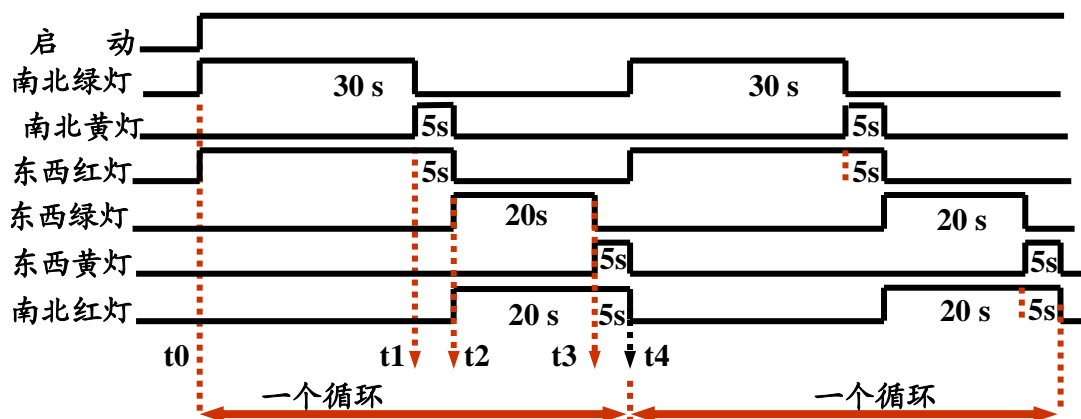 启 动
南北绿灯 30 s 30 s
南北黄灯 5s 5s
东西红灯 5s 5s
东西绿灯 20s 20 s
东西黄灯 5s 5s
南北红灯 20 s 5s 20 s 5s
t0 t1 t2 t3 t4
一个循环 一个循环